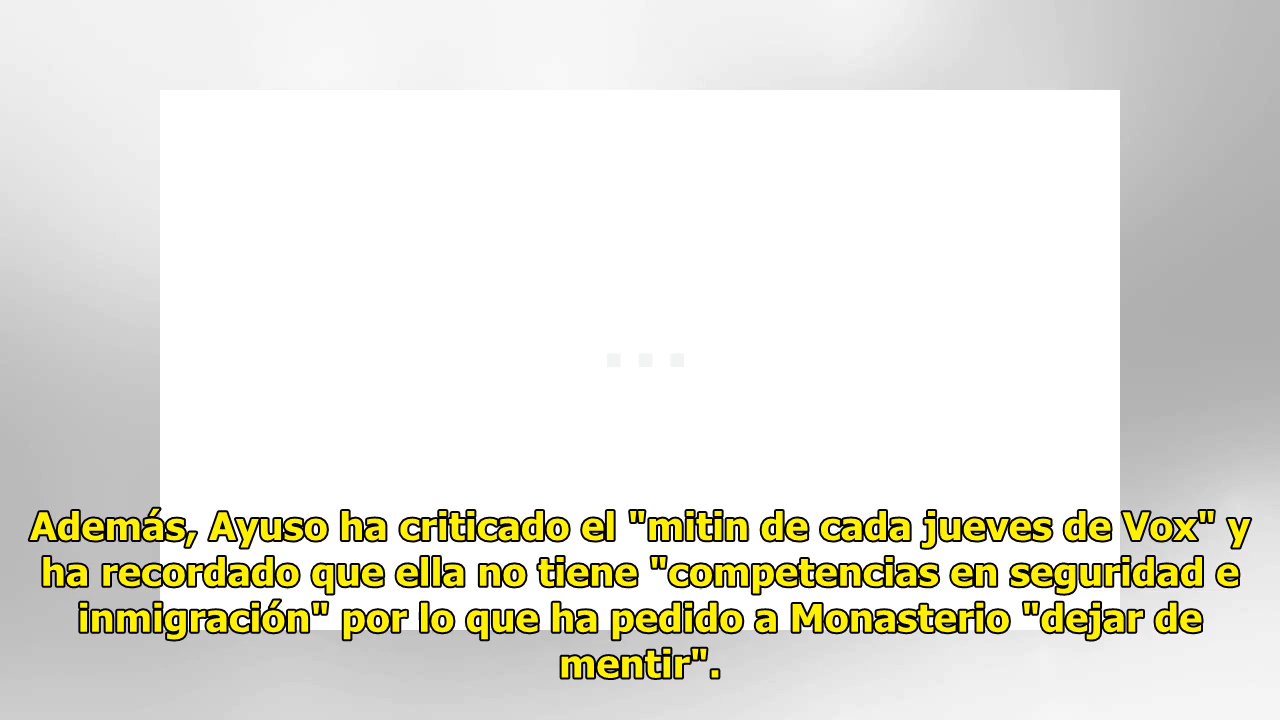 Además, Ayuso ha criticado el "mitin de cada jueves de Vox" y
ha recordado que ella no tiene "competencias en seguridad e
inmigración" por lo que ha pedido a Monasterio "dejar de
mentir".